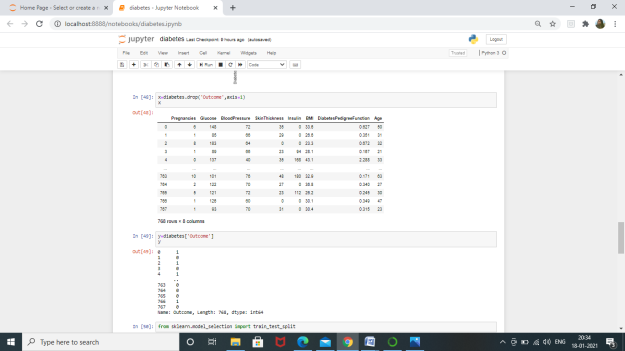 Home Page - Select or create a n
diabetes - Jupyter Notebook
localhost:8888/notebooks/diabetes.ipynb
jupyter diabetes Last Checkpoint: 8 hours ago (autosaved)
Logout
File Edit View Insert Cell Kernel Widgets Help
Trusted Python 3
Run Code
In [48]: x=diabetes.drop('Outcome',axis=1)
x
Out[48]:
Pregnancies Glucose BloodPressure SkinThickness Insulin BMI DiabetesPedigreeFunction Age
0 6 148 72 35 0 33.6 0.627 50
1 1 85 66 29 0 26.6 0.351 31
2 8 183 64 0 0 23.3 0.672 32
3 1 89 66 23 94 28.1 0.167 21
4 0 137 40 35 168 43.1 2.288 33
... ... ... ... ... ... ... ... ...
763 10 101 76 48 180 32.9 0.171 63
764 2 122 70 27 0 36.8 0.340 27
765 5 121 72 23 112 26.2 0.245 30
766 1 126 60 0 0 30.1 0.349 47
767 1 93 70 31 0 30.4 0.315 23
768 rows × 8 columns
In [49]: y=diabetes['Outcome']
y
Out[49]: 0 1
1 0
2 1
3 0
4 1
..
763 0
764 0
765 0
766 1
767 0
Name: Outcome, Length: 768, dtype: int64
In [50]: from sklearn.model_selection import train_test_split
Type here to search
ENG
20:34
18-01-2021